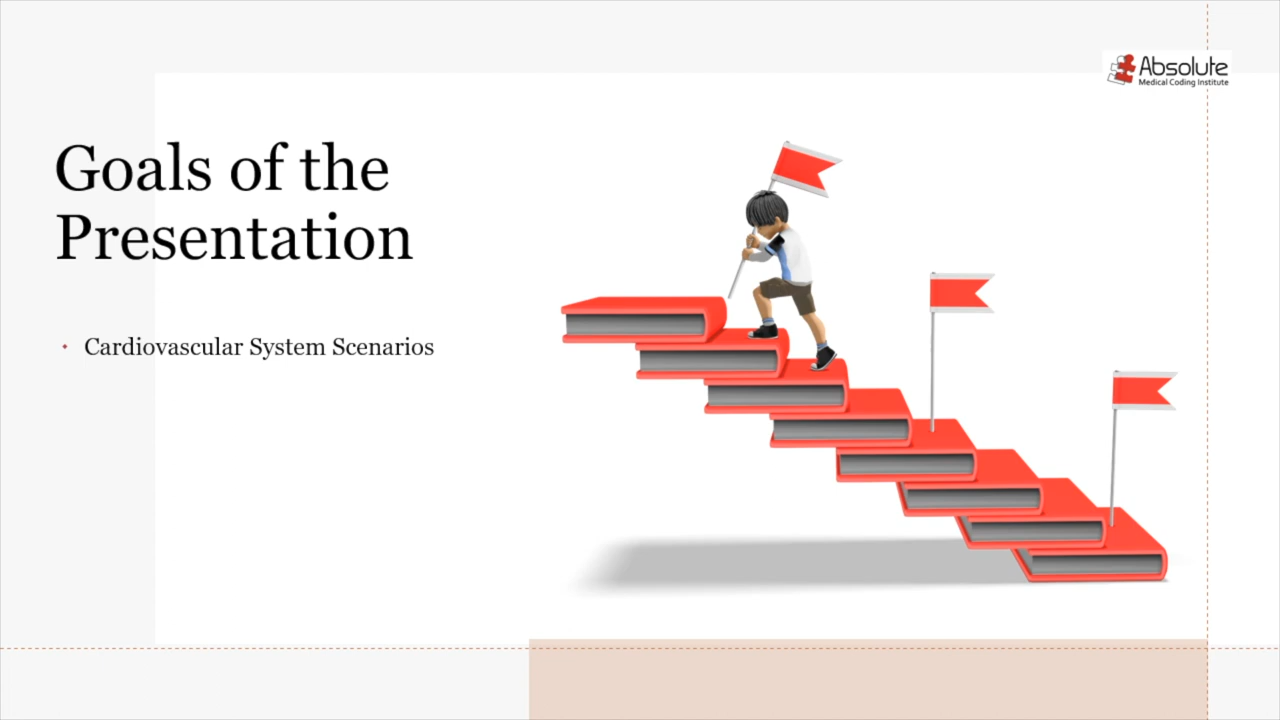 Absolute
Medical Coding Institute
Goals of the
Presentation
Cardiovascular System Scenarios